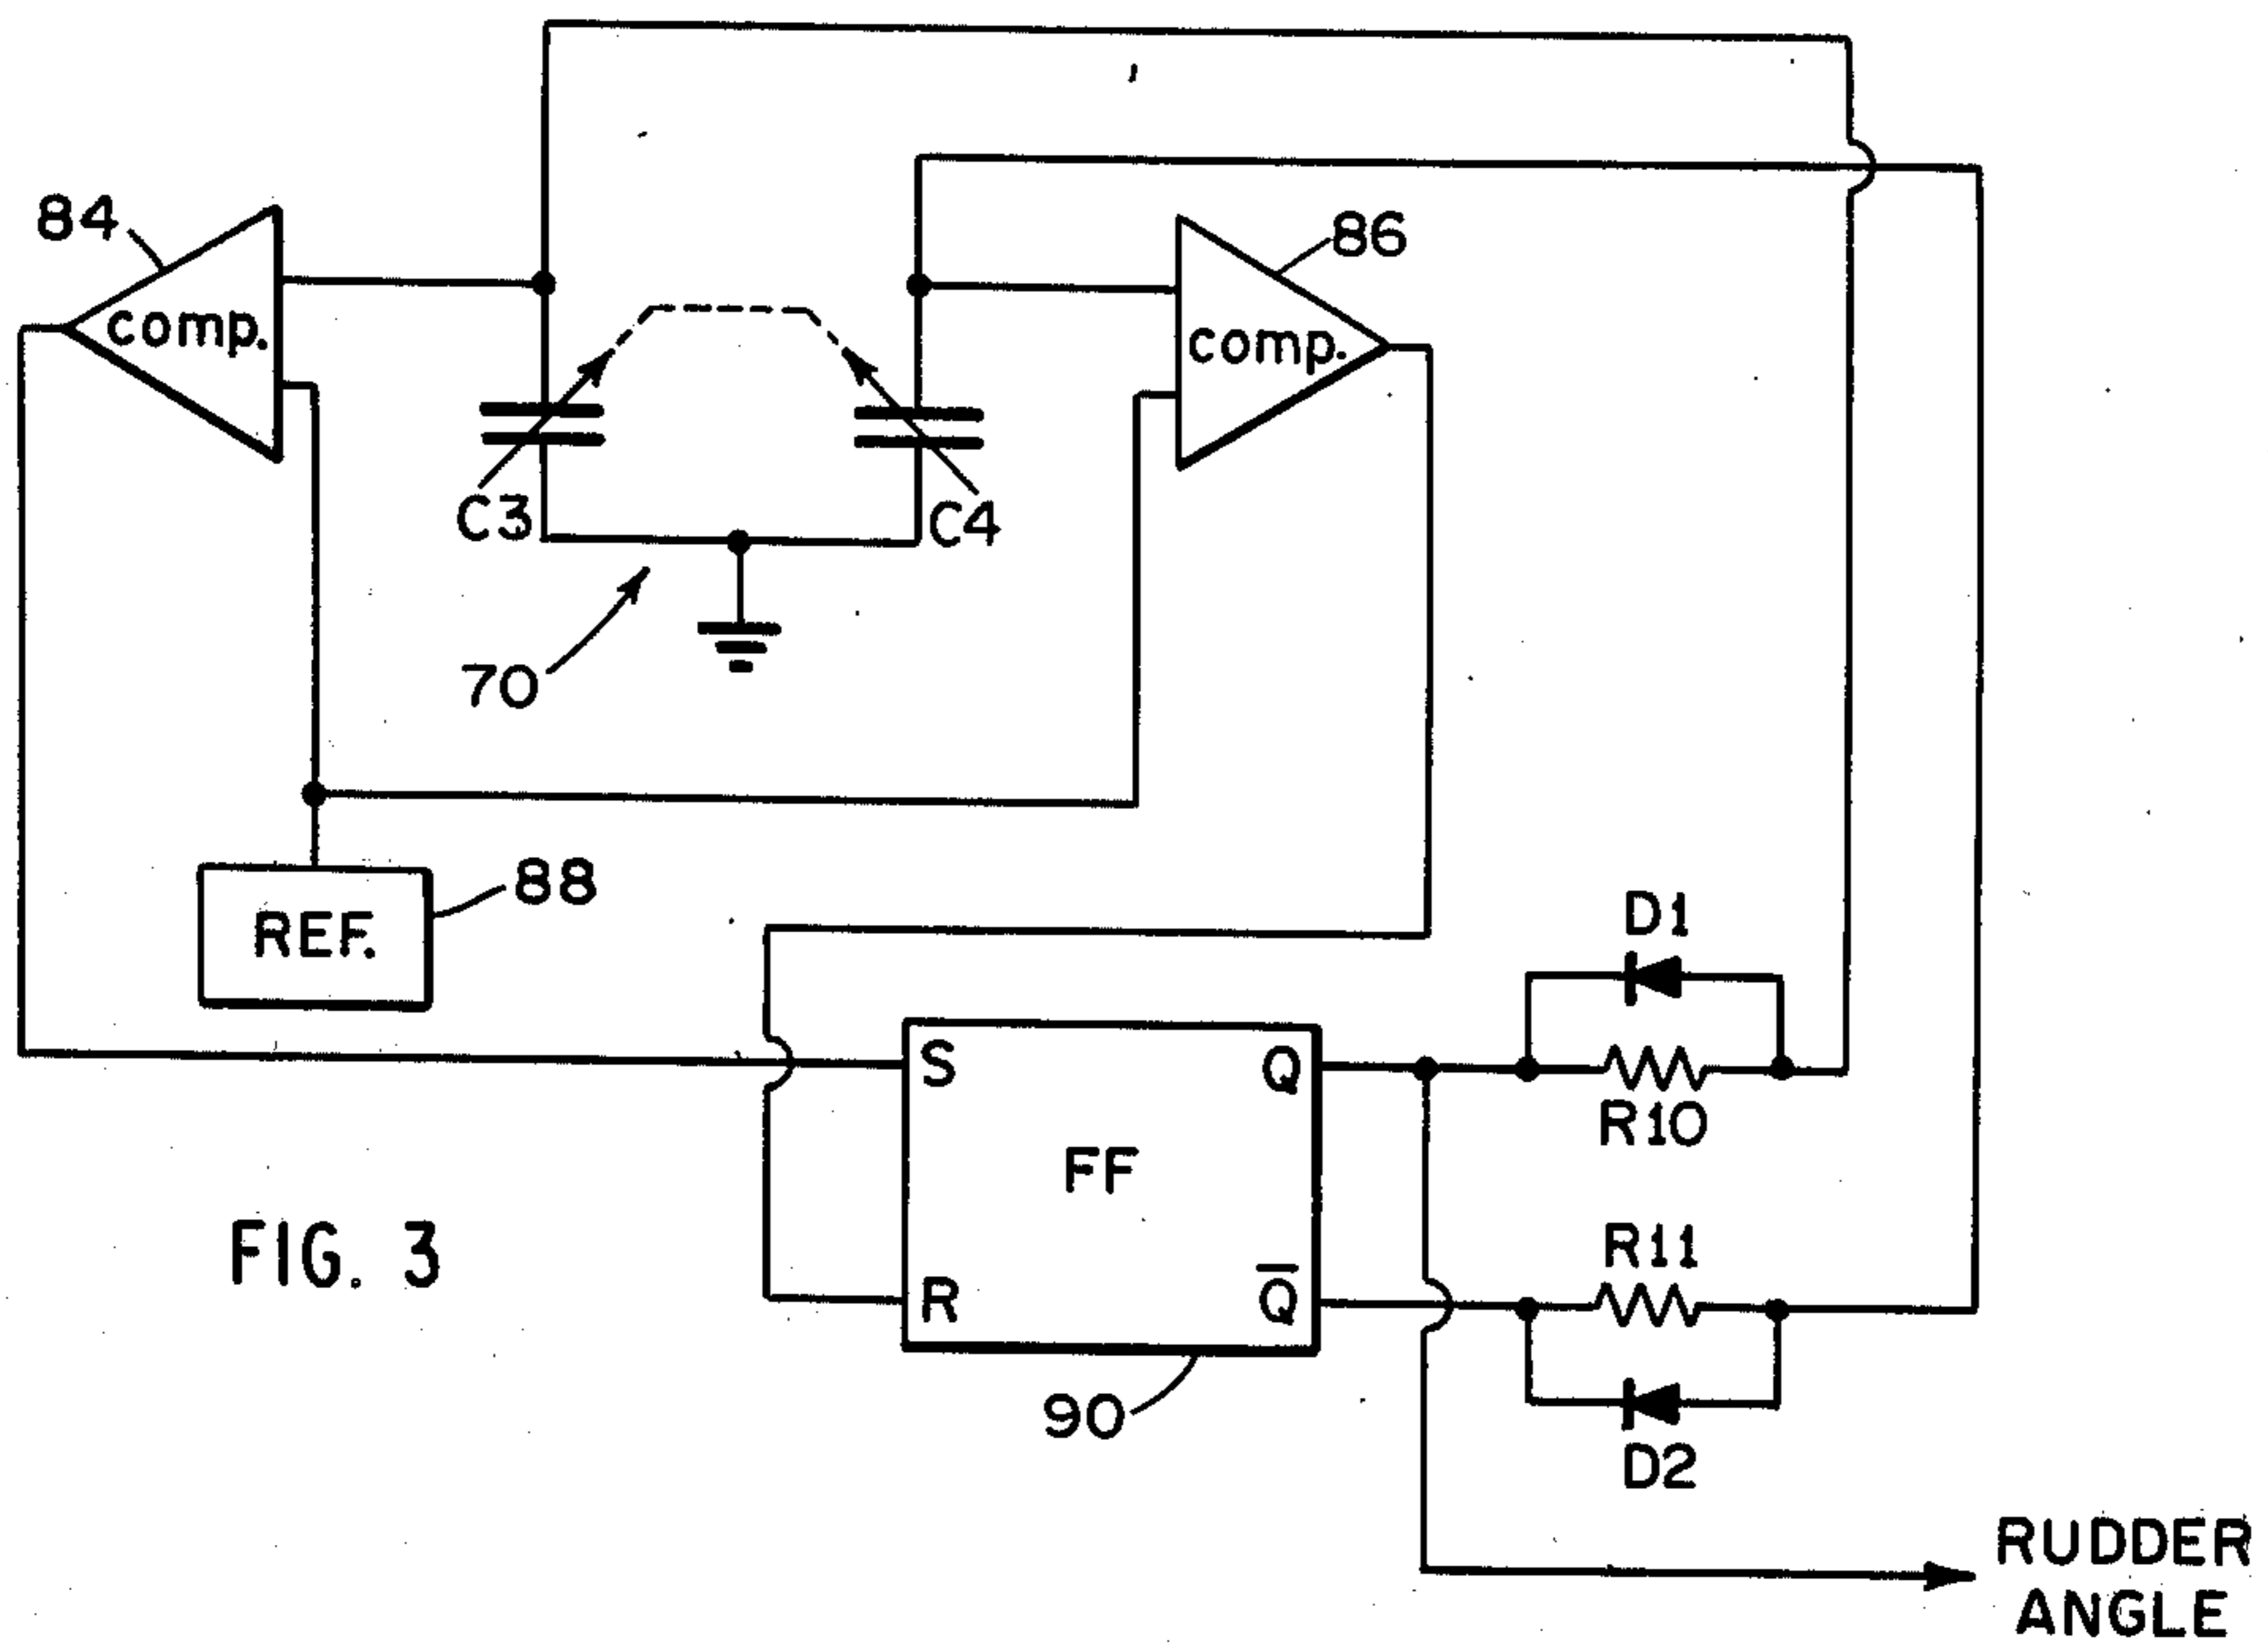 84
comp.
86
comp.
C3
C4
70
88
REF.
D1
S
Q
R10
FF
FIG. 3
R11
R
Q̅
90
D2
RUDDER
ANGLE